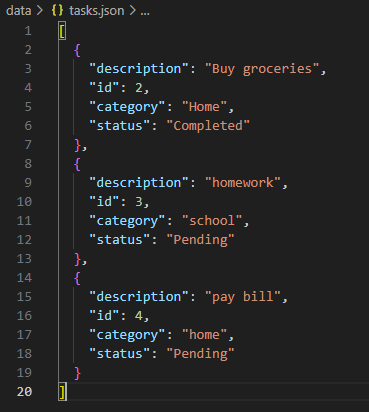 data > {} tasks.json > ...
1 [
2   {
3     "description": "Buy groceries",
4     "id": 2,
5     "category": "Home",
6     "status": "Completed"
7   },
8   {
9     "description": "homework",
10     "id": 3,
11     "category": "school",
12     "status": "Pending"
13   },
14   {
15     "description": "pay bill",
16     "id": 4,
17     "category": "home",
18     "status": "Pending"
19   }
20 ]